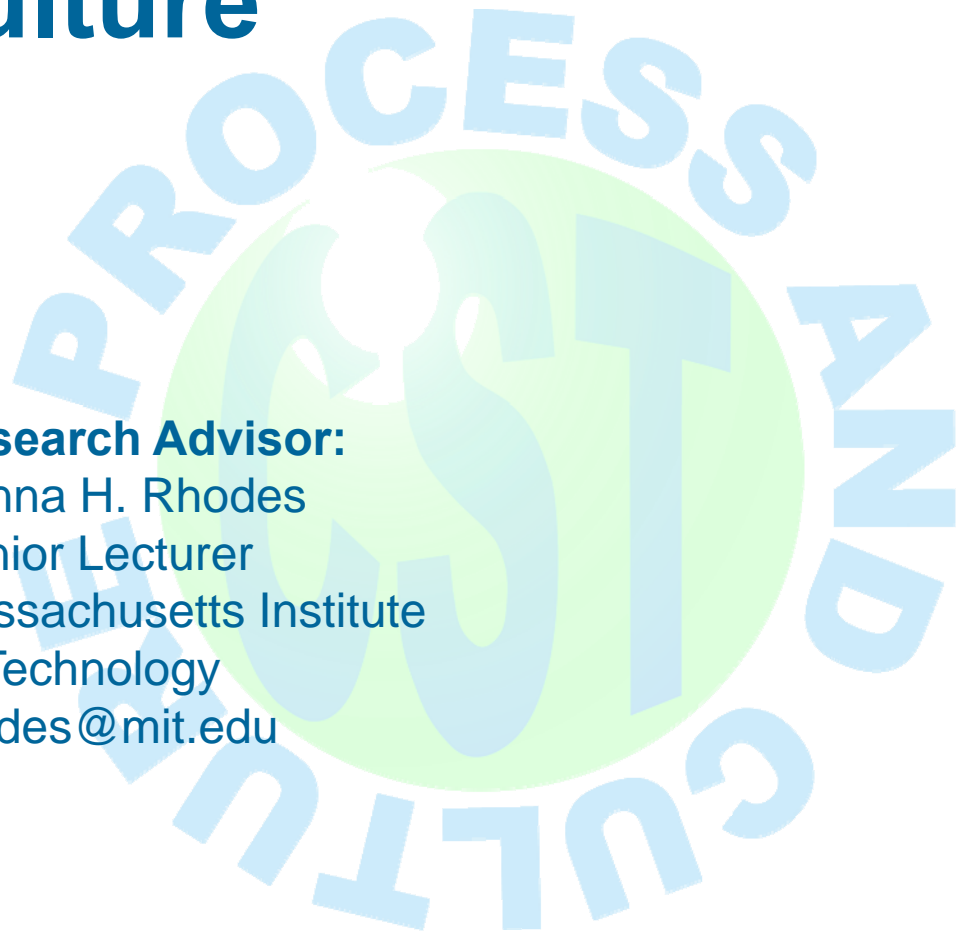 ulture
search Advisor:
nna H. Rhodes
nior Lecturer
ssachusetts Institute
Technology
des@mit.edu
PROCESS AND CULTURE
CST